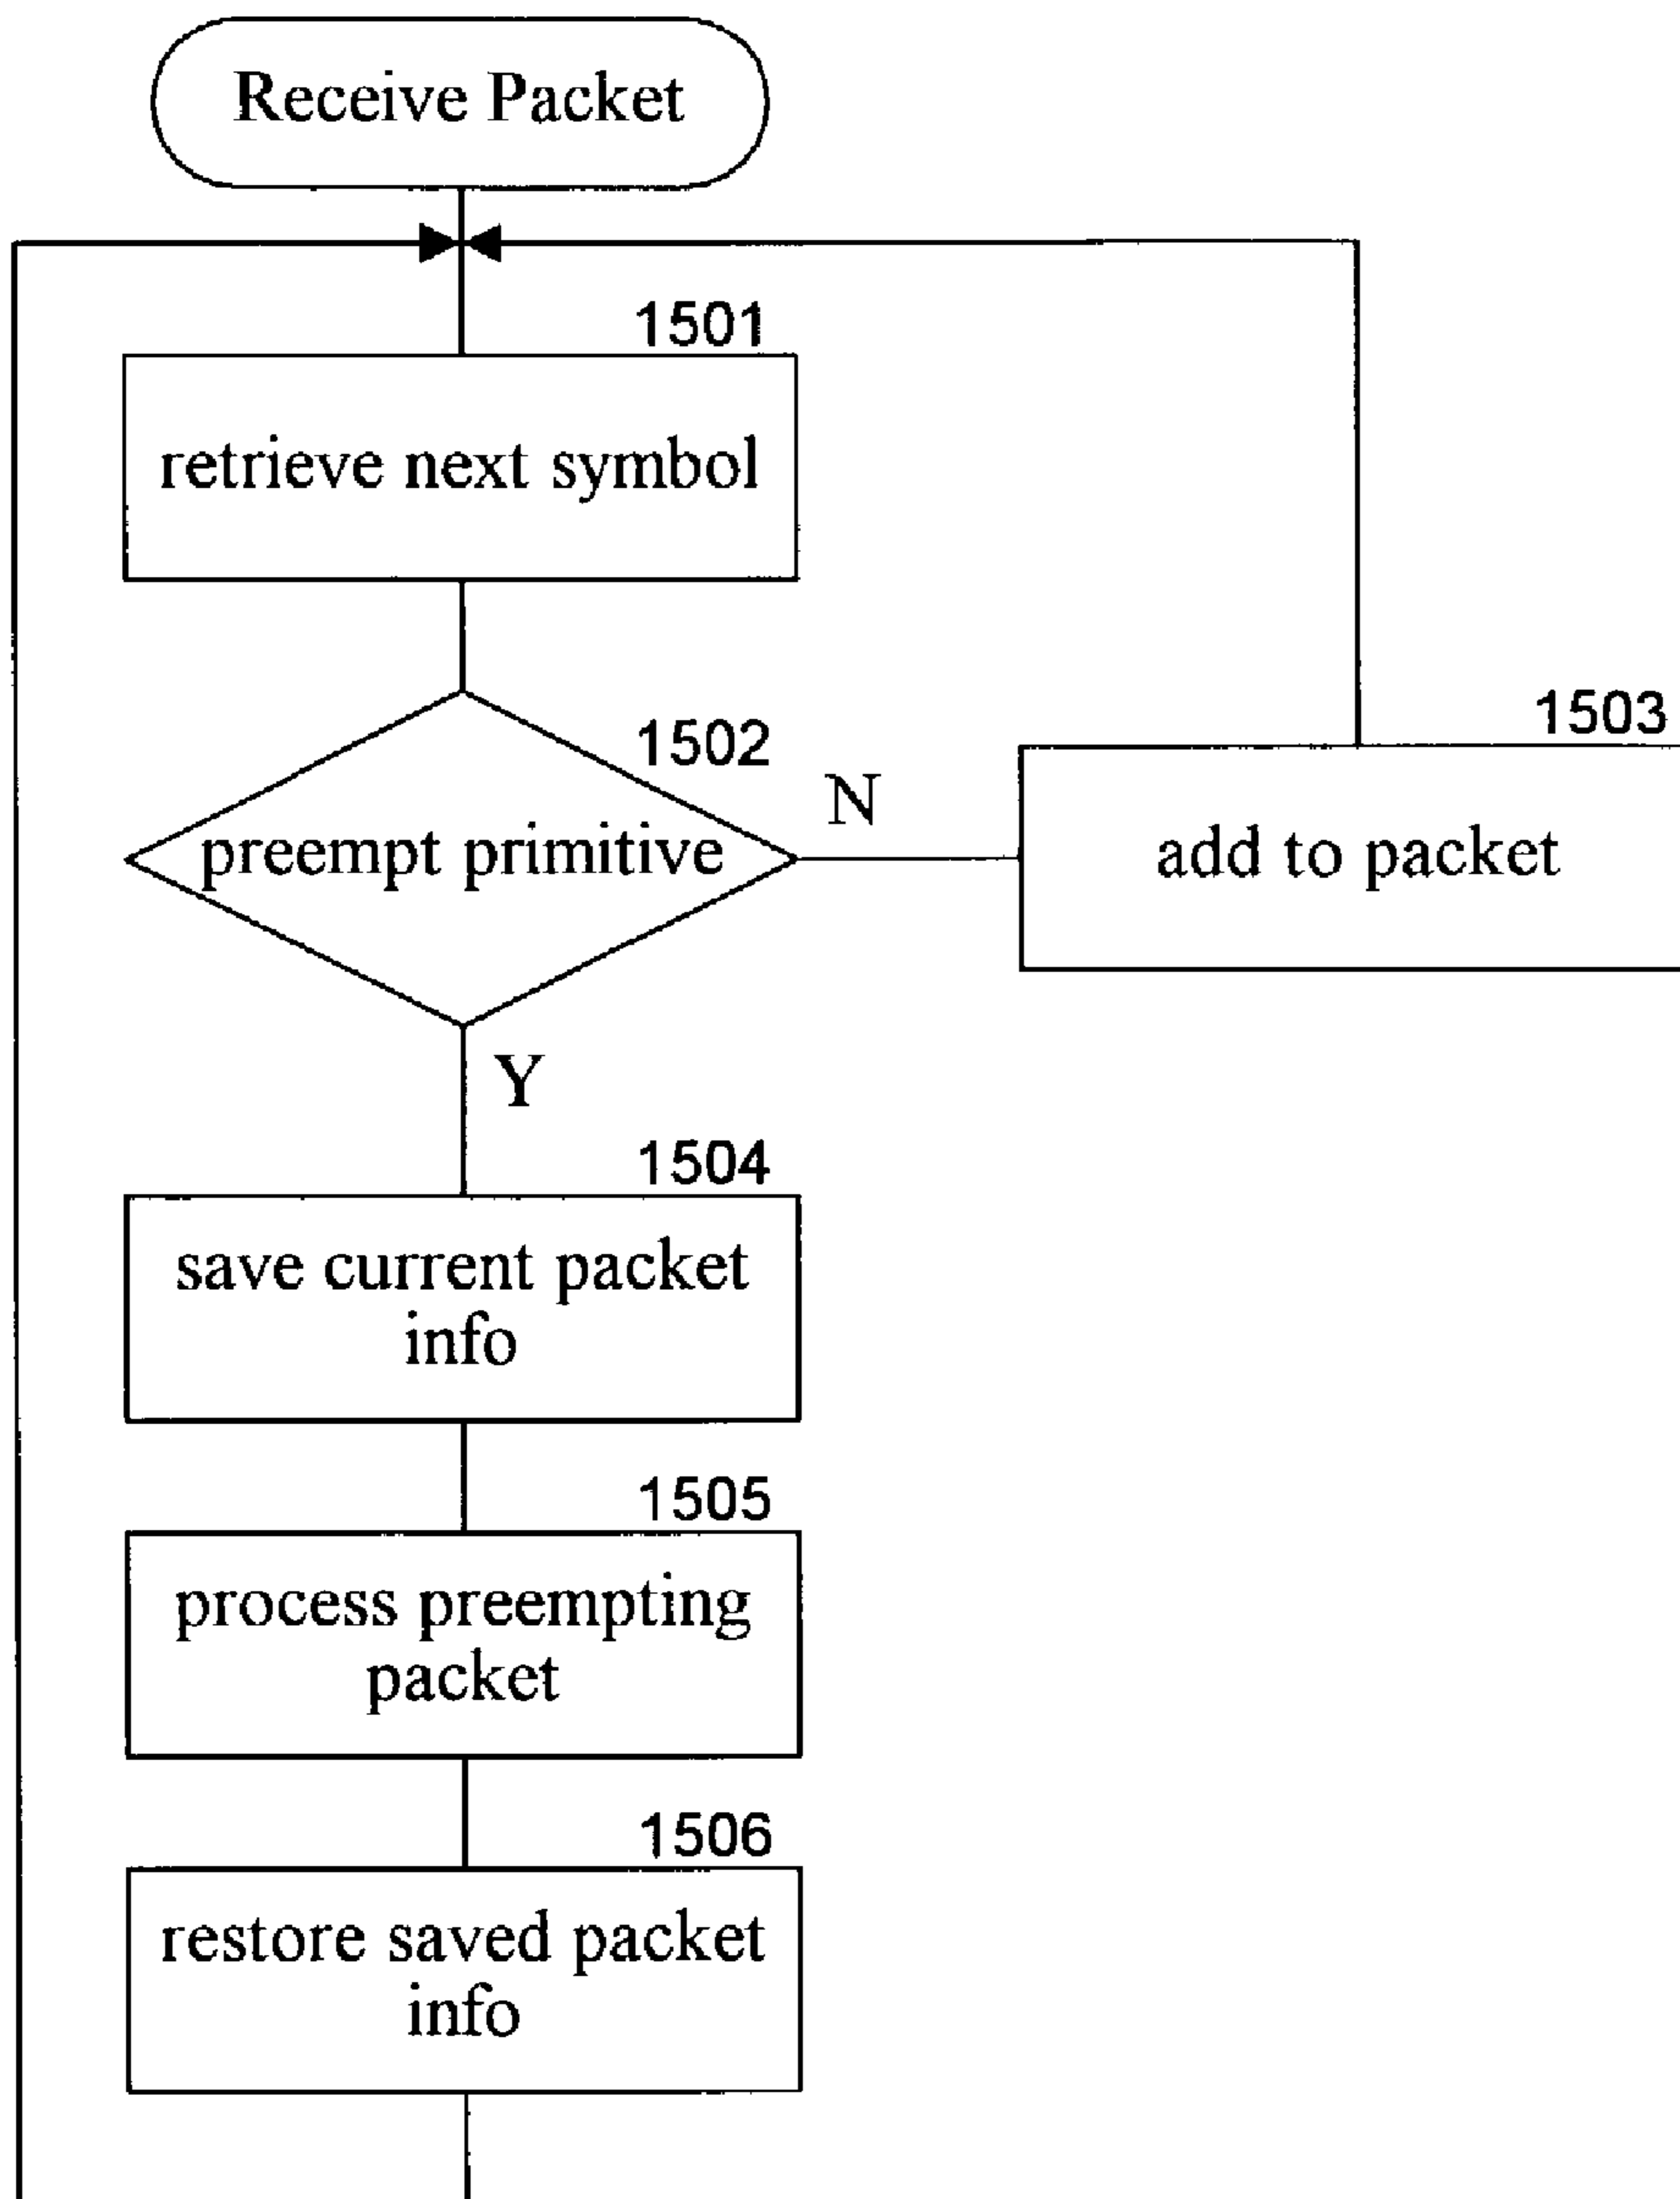 Receive Packet
1501
retrieve next symbol
1502
preempt primitive
N
1503
add to packet
Y
1504
save current packet
info
1505
process preempting
packet
1506
restore saved packet
info